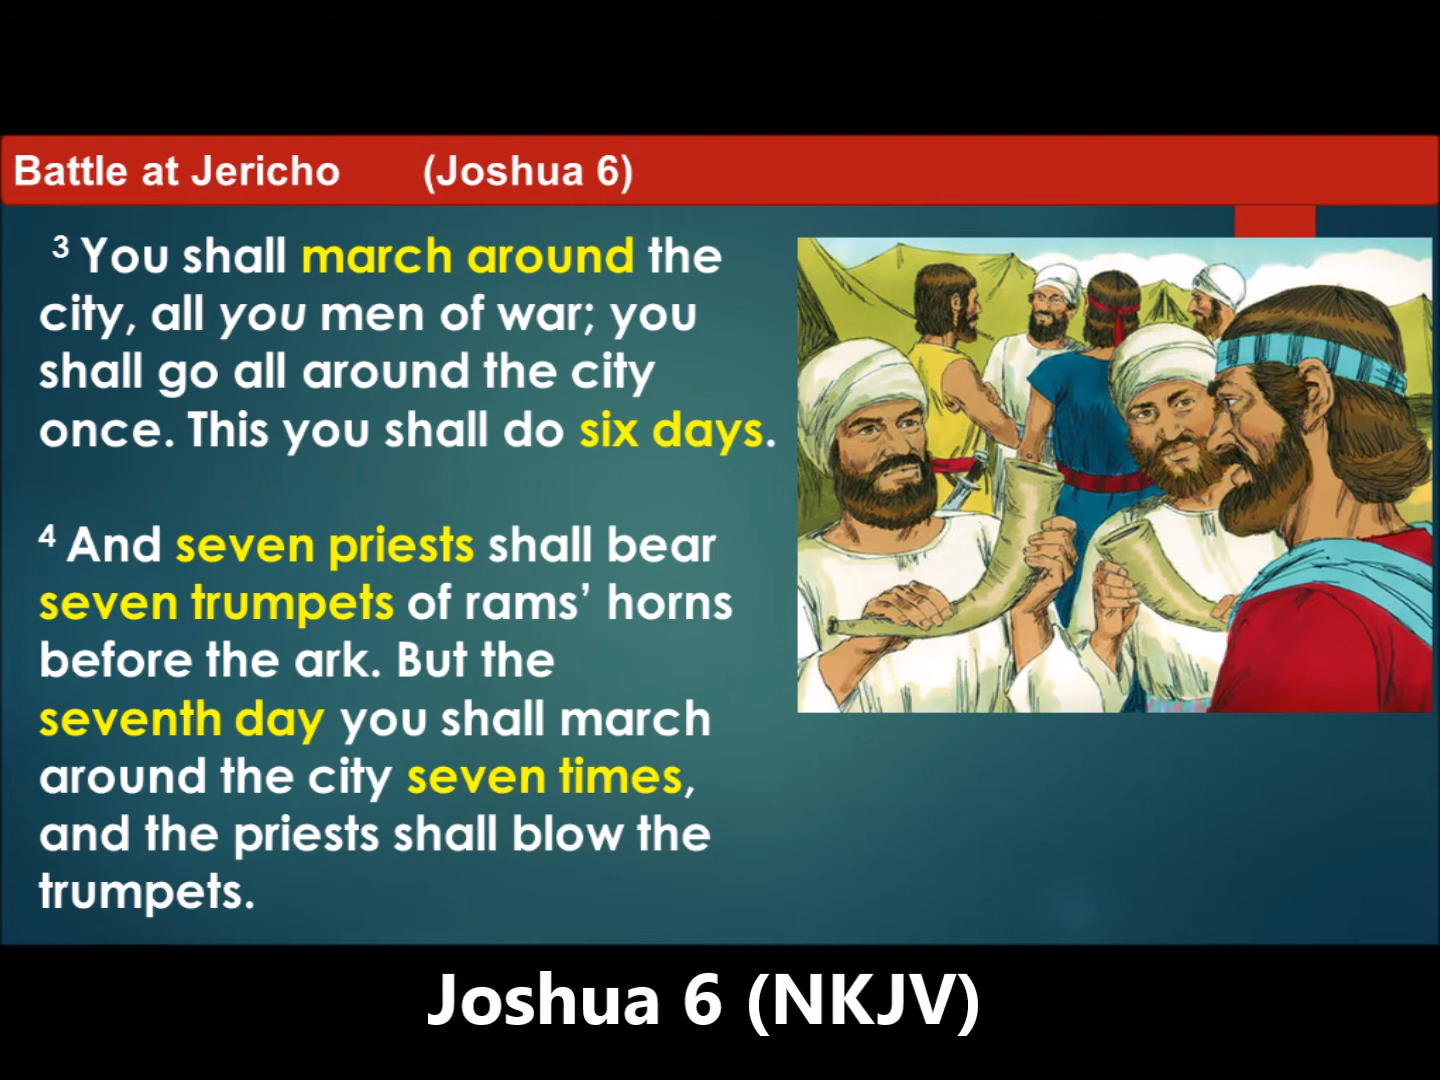 Battle at Jericho (Joshua 6)
3 You shall march around the
city, all you men of war; you
shall go all around the city
once. This you shall do six days.
4 And seven priests shall bear
seven trumpets of rams’ horns
before the ark. But the
seventh day you shall march
around the city seven times,
and the priests shall blow the
trumpets.
Joshua 6 (NKJV)